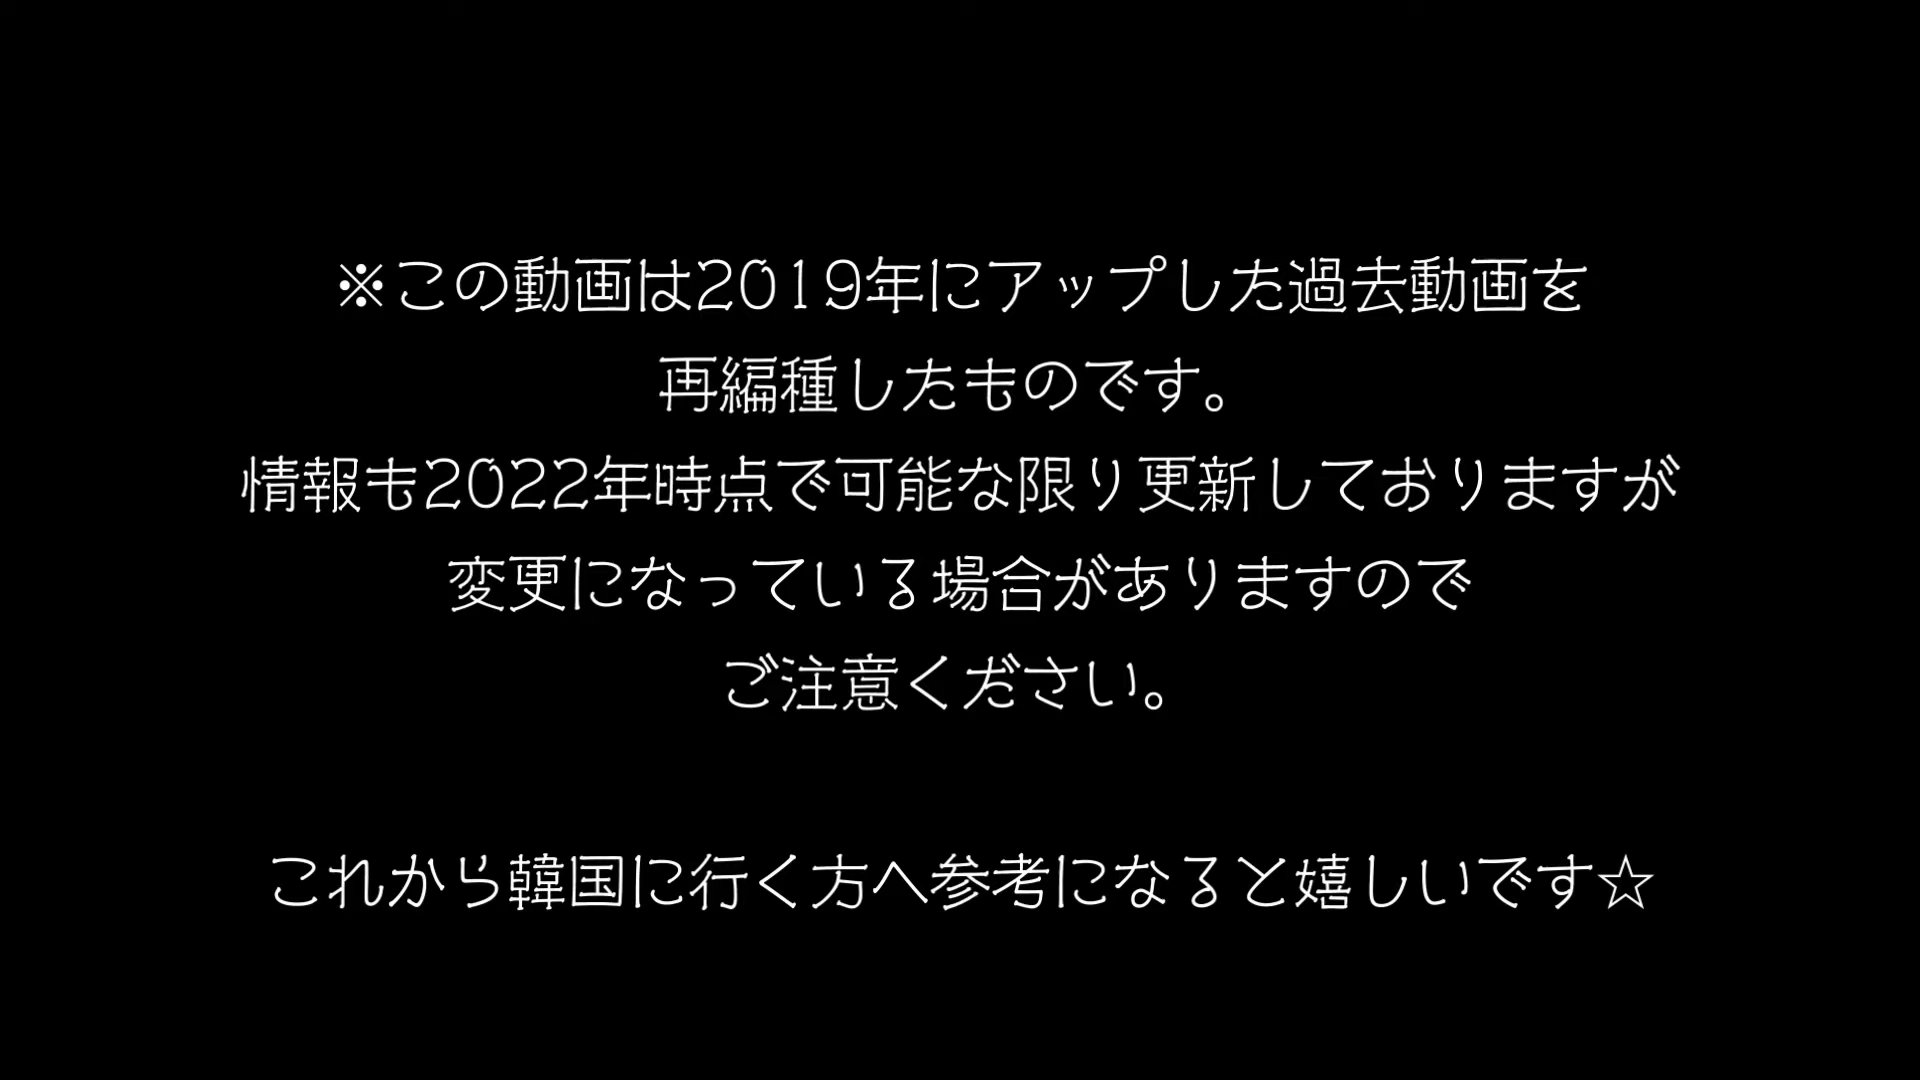 ※この動画は2019年にアップした過去動画を
再編種したものです。
情報も2022年時点で可能な限り更新しておりますが
変更になっている場合がありますので
ご注意ください。
これから韓国に行く方へ参考になると嬉しいです☆